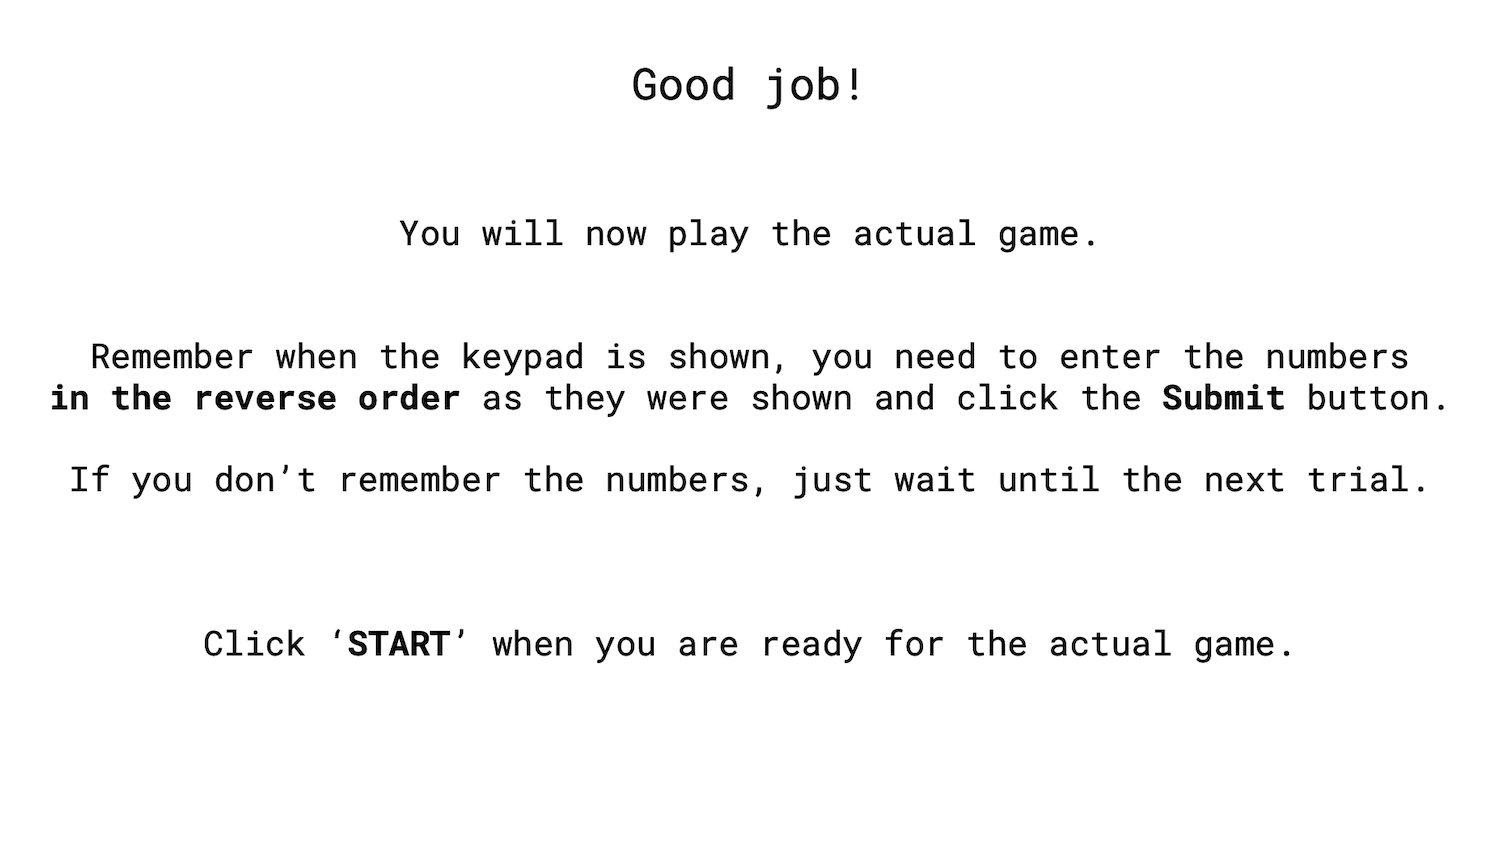 Good job!
You will now play the actual game.
Remember when the keypad is shown, you need to enter the numbers
in the reverse order as they were shown and click the Submit button.
If you don’t remember the numbers, just wait until the next trial.
Click ‘START’ when you are ready for the actual game.